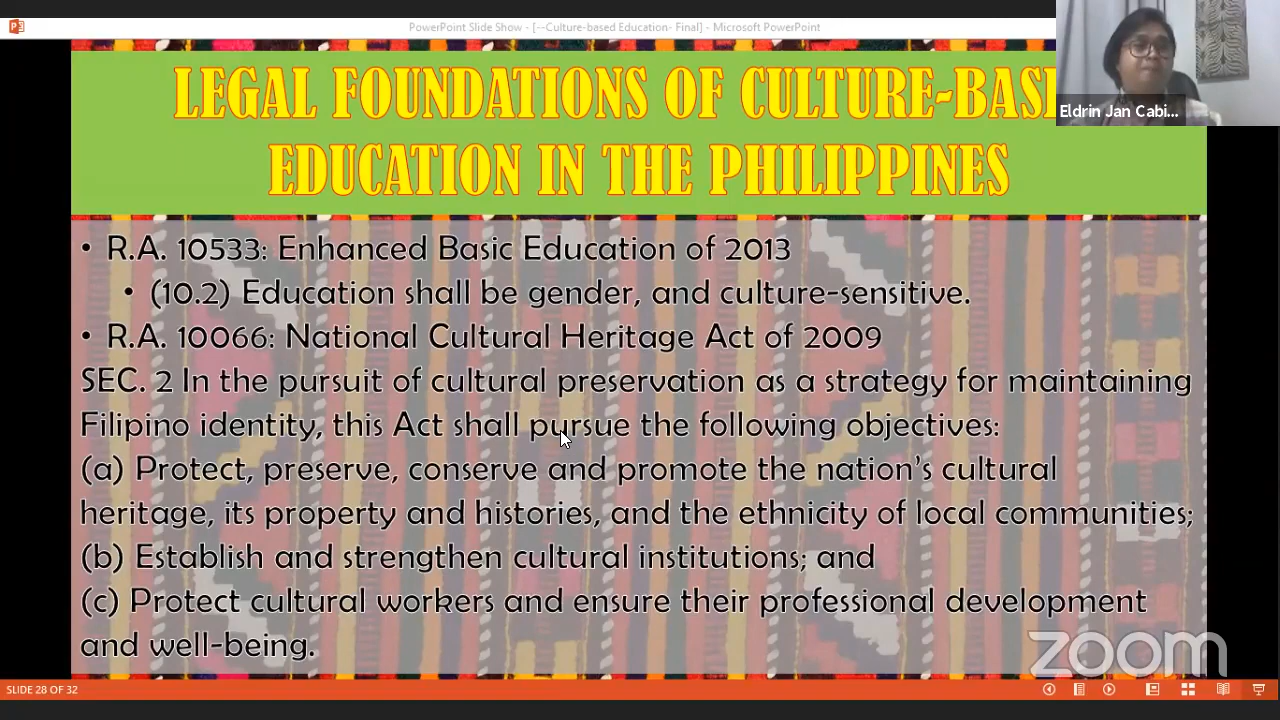 PowerPoint Slide Show - [--Culture-based Education- Final] - Microsoft PowerPoint
LEGAL FOUNDATIONS OF CULTURE-BASE
EDUCATION IN THE PHILIPPINES
Eldrin Jan Cabi...
• R.A. 10533: Enhanced Basic Education of 2013
• (10.2) Education shall be gender, and culture-sensitive.
• R.A. 10066: National Cultural Heritage Act of 2009
SEC. 2 In the pursuit of cultural preservation as a strategy for maintaining
Filipino identity, this Act shall pursue the following objectives:
(a) Protect, preserve, conserve and promote the nation’s cultural
heritage, its property and histories, and the ethnicity of local communities;
(b) Establish and strengthen cultural institutions; and
(c) Protect cultural workers and ensure their professional development
and well-being.
zoom
SLIDE 28 OF 32